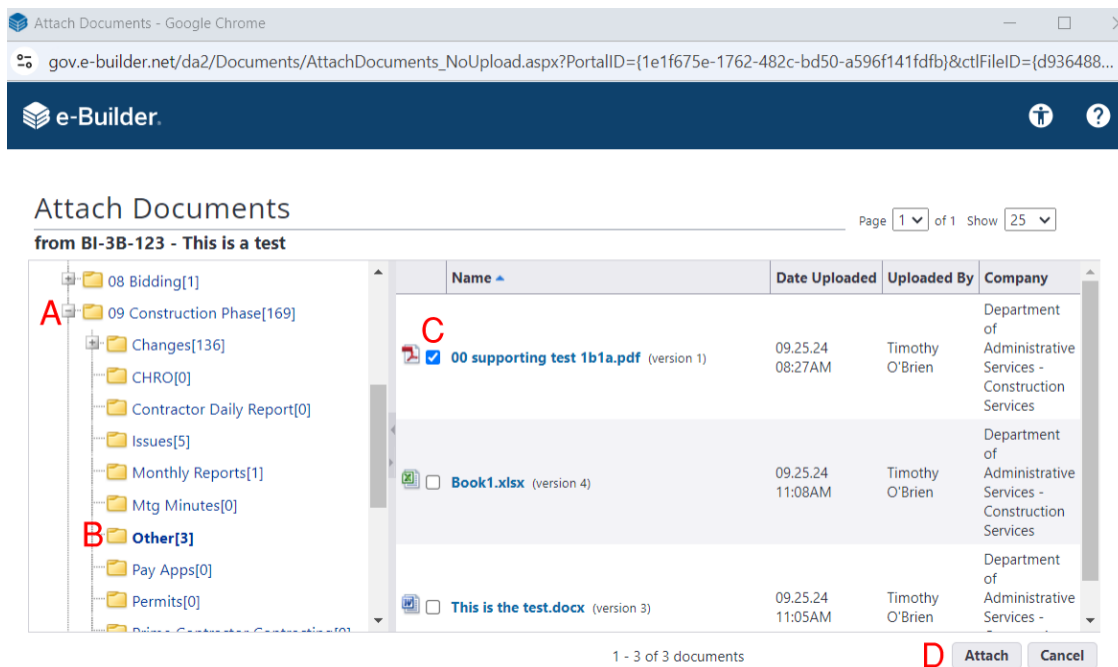 Attach Documents - Google Chrome
gov.e-builder.net/da2/Documents/AttachDocuments_NoUpload.aspx?PortalID={1e1f675e-1762-482c-bd50-a596f141fdfb}&ctlFileID={d936488...
e-Builder.
Attach Documents
Page 1 of 1 Show 25
from BI-3B-123 - This is a test
08 Bidding[1]
A 09 Construction Phase[169]
Changes[136]
CHRO[0]
Contractor Daily Report[0]
Issues[5]
Monthly Reports[1]
Mtg Minutes[0]
B Other[3]
Pay Apps[0]
Permits[0]
Prime Contractor Contracting[0]
Name Date Uploaded Uploaded By Company
C
00 supporting test 1b1a.pdf (version 1)
09.25.24
08:27AM
Timothy
O'Brien
Department
of
Administrative
Services -
Construction
Services
Book1.xlsx (version 4)
09.25.24
11:08AM
Timothy
O'Brien
Department
of
Administrative
Services -
Construction
Services
This is the test.docx (version 3)
09.25.24
11:05AM
Timothy
O'Brien
Department
of
Administrative
Services -
1 - 3 of 3 documents
D Attach Cancel